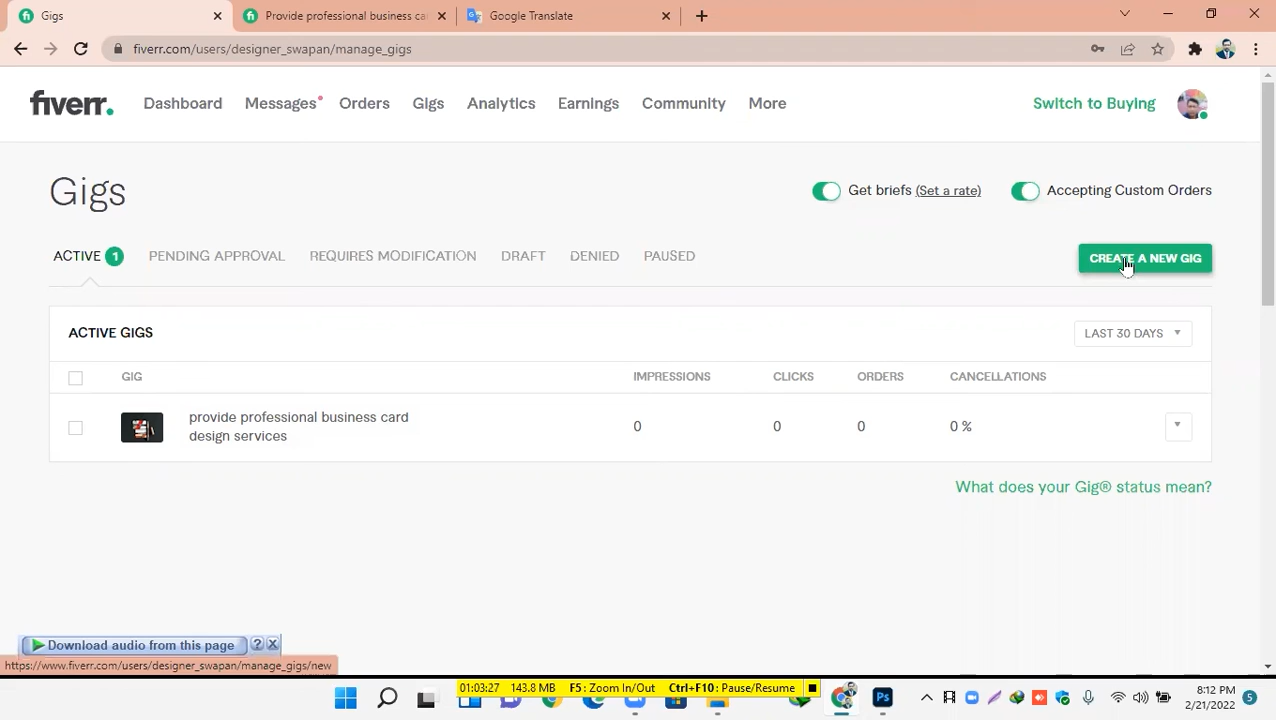 Gigs
Provide professional business car
Google Translate
fiverr.com/users/designer_swapan/manage_gigs
fiverr.
Dashboard
Messages
Orders
Gigs
Analytics
Earnings
Community
More
Switch to Buying
Gigs
Get briefs (Set a rate)
Accepting Custom Orders
ACTIVE 1
PENDING APPROVAL
REQUIRES MODIFICATION
DRAFT
DENIED
PAUSED
CREATE A NEW GIG
ACTIVE GIGS
LAST 30 DAYS
GIG
IMPRESSIONS
CLICKS
ORDERS
CANCELLATIONS
provide professional business card
design services
0
0
0
0 %
What does your Gig® status mean?
Download audio from this page
?
https://www.fiverr.com/users/designer_swapan/manage_gigs/new
01:03:27
143.8 MB
F5: Zoom In/Out
Ctrl+F10: Pause/Resume
Ps
8:12 PM
2/21/2022
5